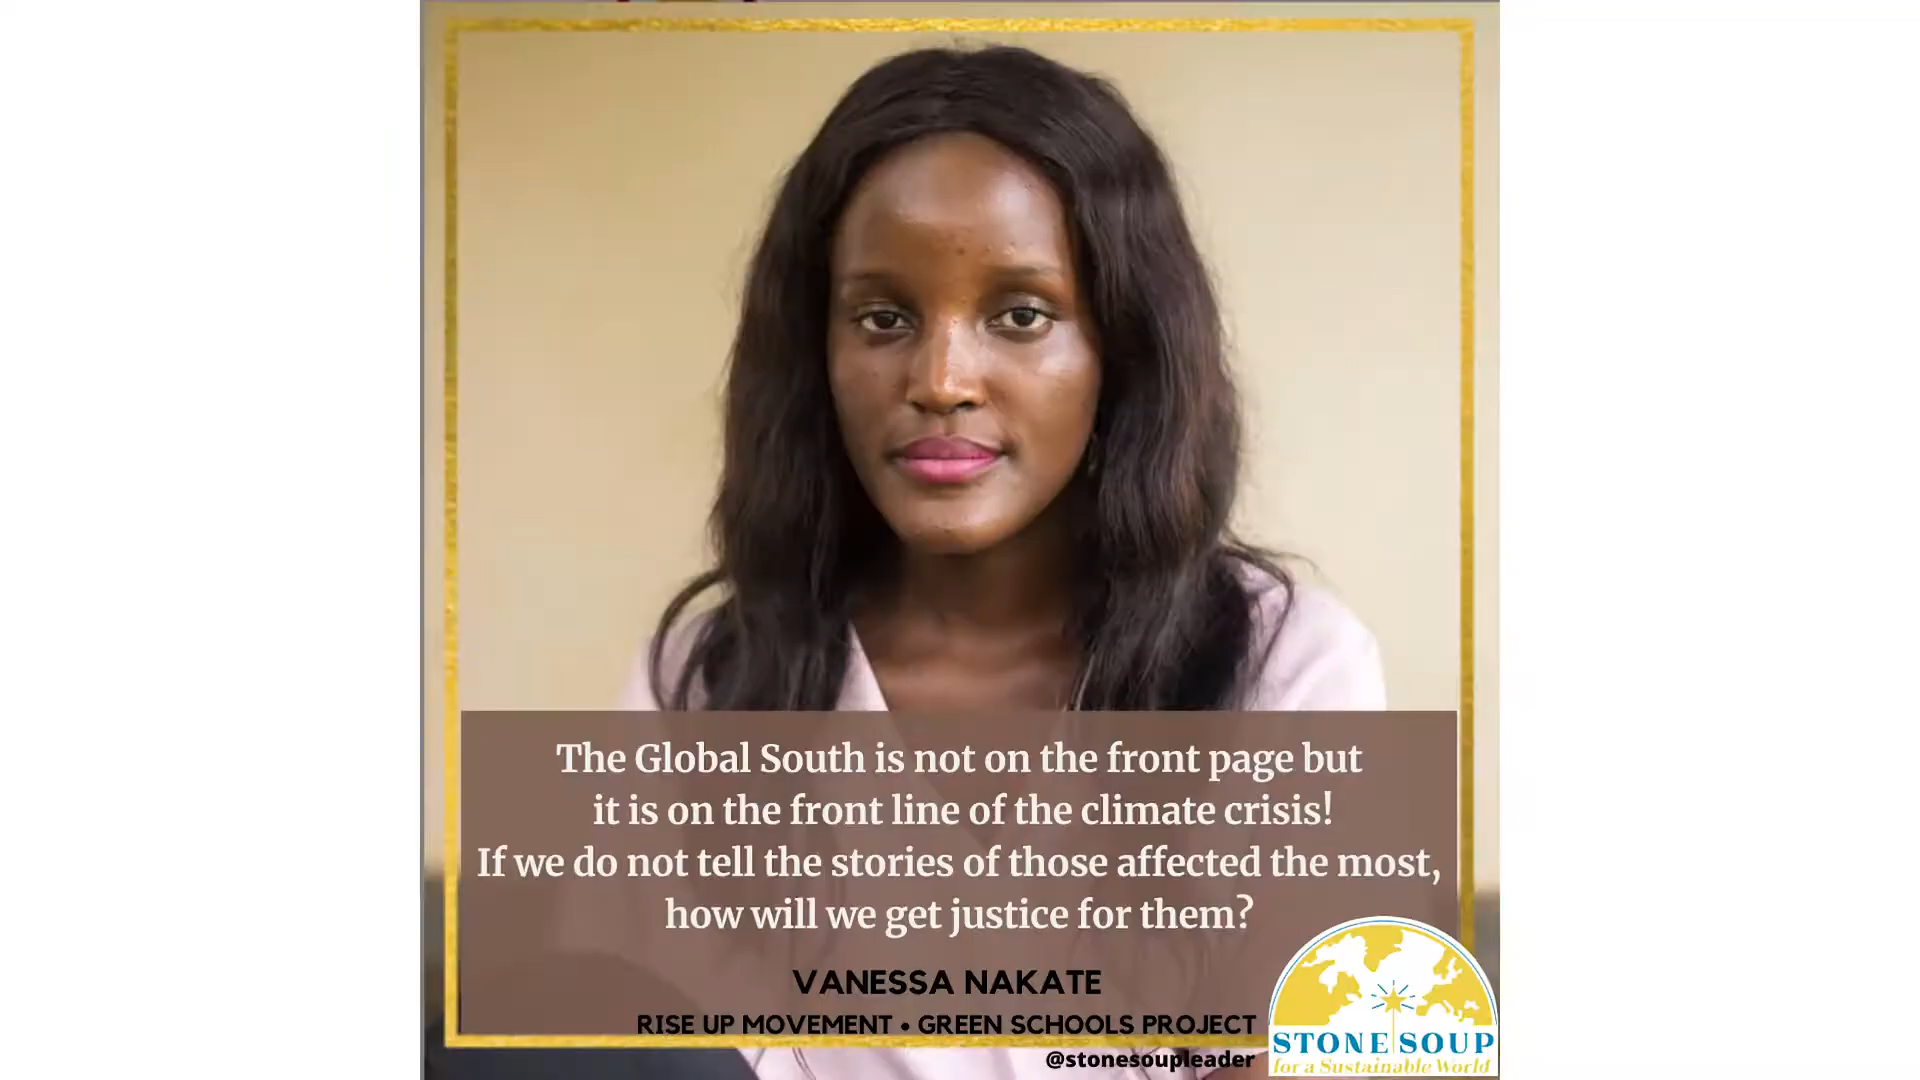 The Global South is not on the front page but
it is on the front line of the climate crisis!
If we do not tell the stories of those affected the most,
how will we get justice for them?
VANESSA NAKATE
RISE UP MOVEMENT • GREEN SCHOOLS PROJECT
@stonesoupleader
STONE SOUP
for a Sustainable World